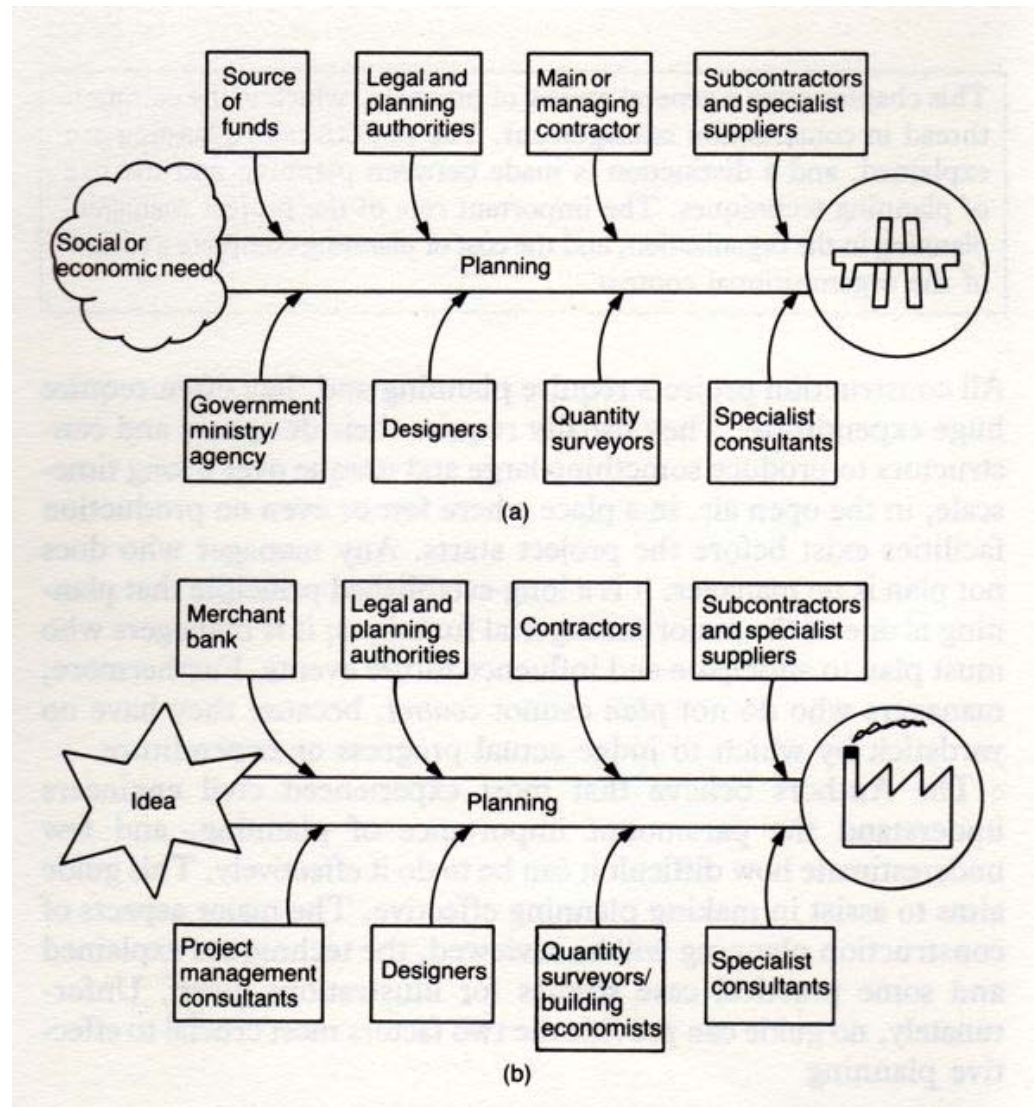 Source
of
funds
Legal and
planning
authorities
Main or
managing
contractor
Subcontractors
and specialist
suppliers
Social or
economic need
Planning
Government
ministry/
agency
Designers
Quantity
surveyors
Specialist
consultants
(a)
Merchant
bank
Legal and
planning
authorities
Contractors
Subcontractors
and specialist
suppliers
Idea
Planning
Project
management
consultants
Designers
Quantity
surveyors/
building
economists
Specialist
consultants
(b)